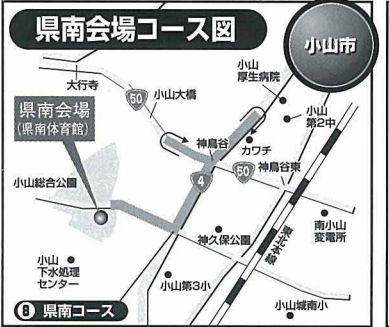 県南会場コース図
小山市
大行寺
50
小山大橋
小山
厚生病院
小山
第2中
県南会場
(県南体育館)
神鳥谷
カワチ
神鳥谷東
4
50
小山総合公園
南小山
変電所
神久保公園
東北本線
小山
下水処理
センター
小山第3小
小山城南小
8 県南コース